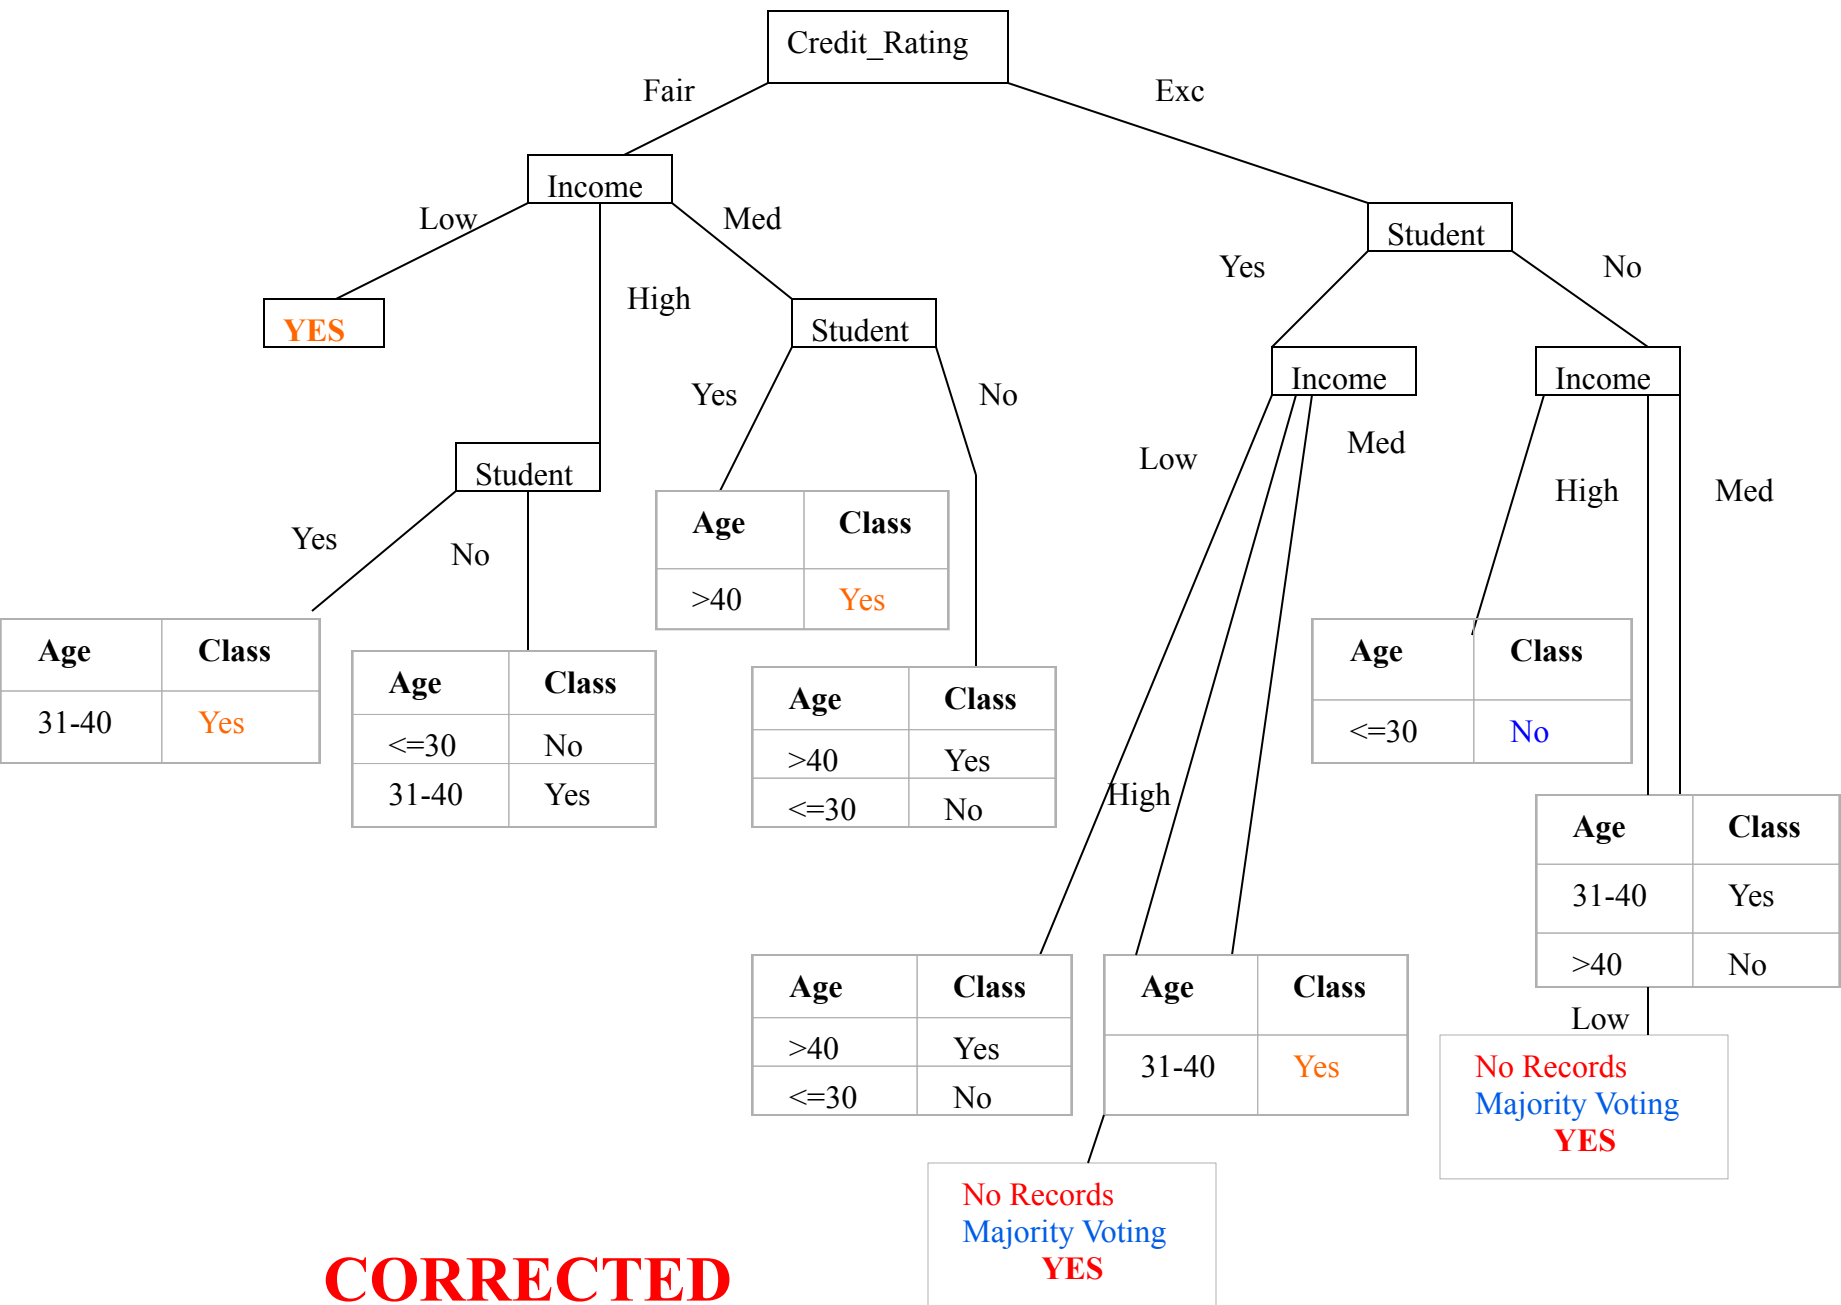 Credit_Rating
Fair
Exc
Income
Low
Med
Student
Yes
No
YES
High
Student
Income
Income
Yes
No
Low
Med
High
Med
Student
Yes
No
Age Class
>40 Yes
Age Class
31-40 Yes
Age Class
<=30 No
31-40 Yes
Age Class
>40 Yes
<=30 No
High
Age Class
<=30 No
Age Class
31-40 Yes
>40 No
Low
Age Class
>40 Yes
<=30 No
Age Class
31-40 Yes
No Records
Majority Voting
YES
No Records
Majority Voting
YES
CORRECTED